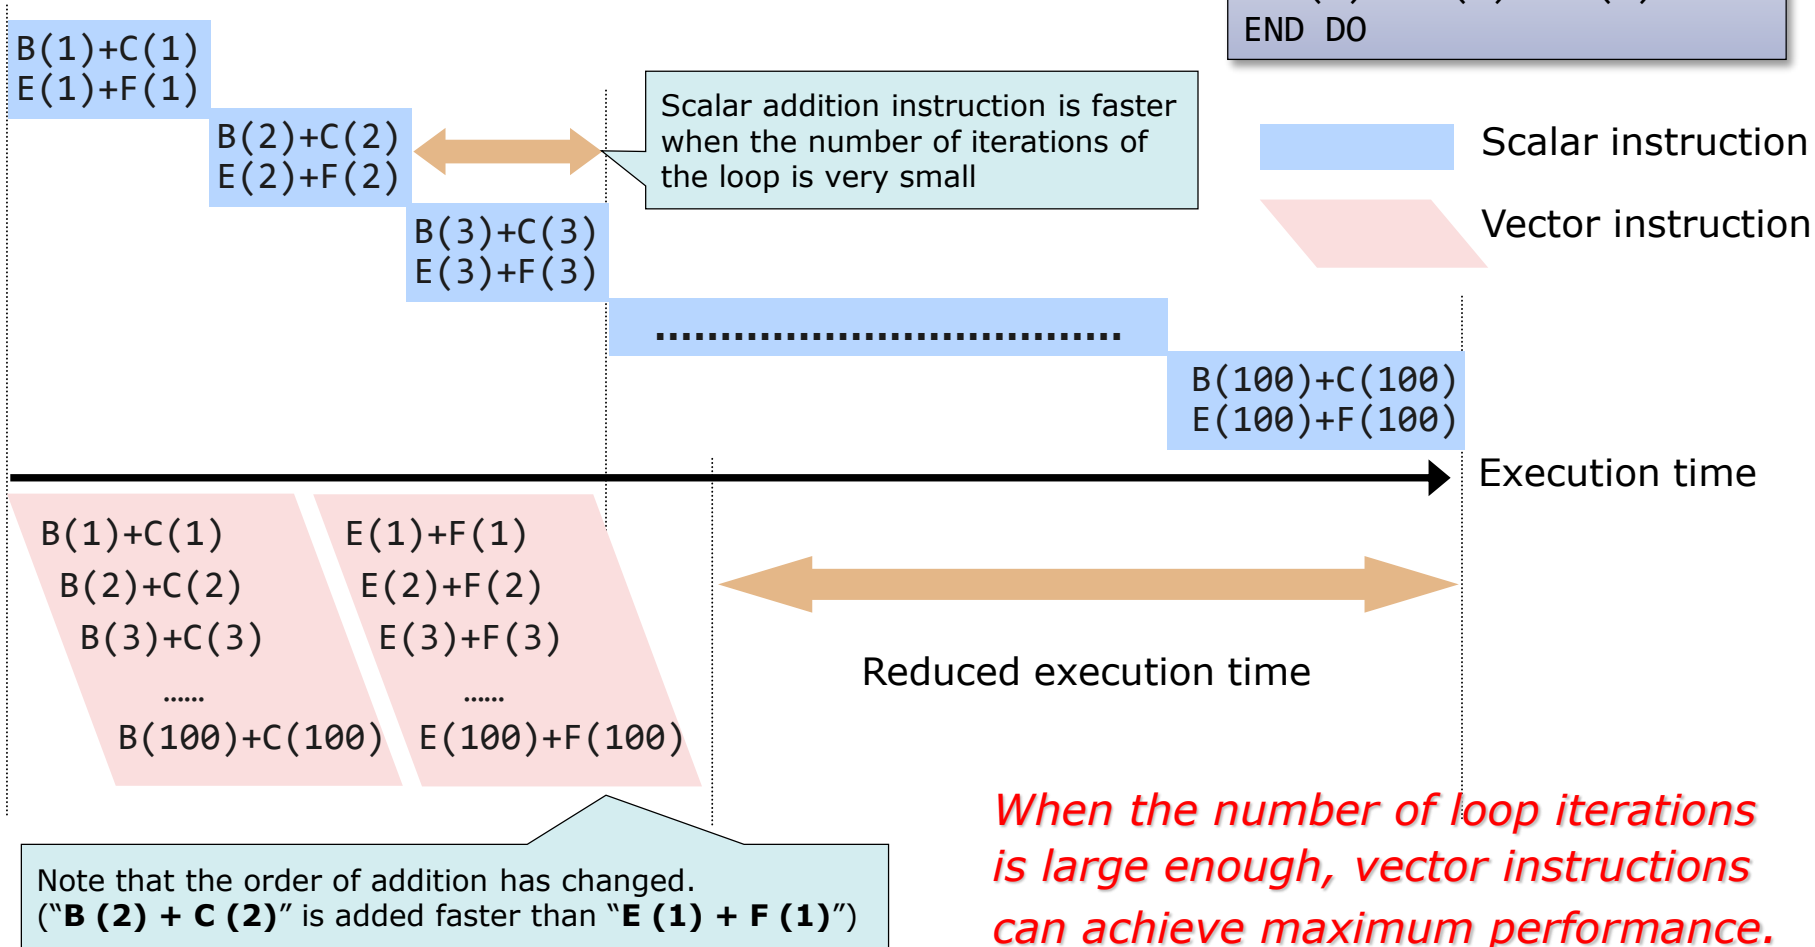 END DO
B(1)+C(1)
E(1)+F(1)
B(2)+C(2)
E(2)+F(2)
Scalar addition instruction is faster
when the number of iterations of
the loop is very small
Scalar instruction
Vector instruction
B(3)+C(3)
E(3)+F(3)
....................................
B(100)+C(100)
E(100)+F(100)
Execution time
B(1)+C(1)
B(2)+C(2)
B(3)+C(3)
……
B(100)+C(100)
E(1)+F(1)
E(2)+F(2)
E(3)+F(3)
……
E(100)+F(100)
Reduced execution time
Note that the order of addition has changed.
(“B (2) + C (2)” is added faster than “E (1) + F (1)”)
When the number of loop iterations
is large enough, vector instructions
can achieve maximum performance.